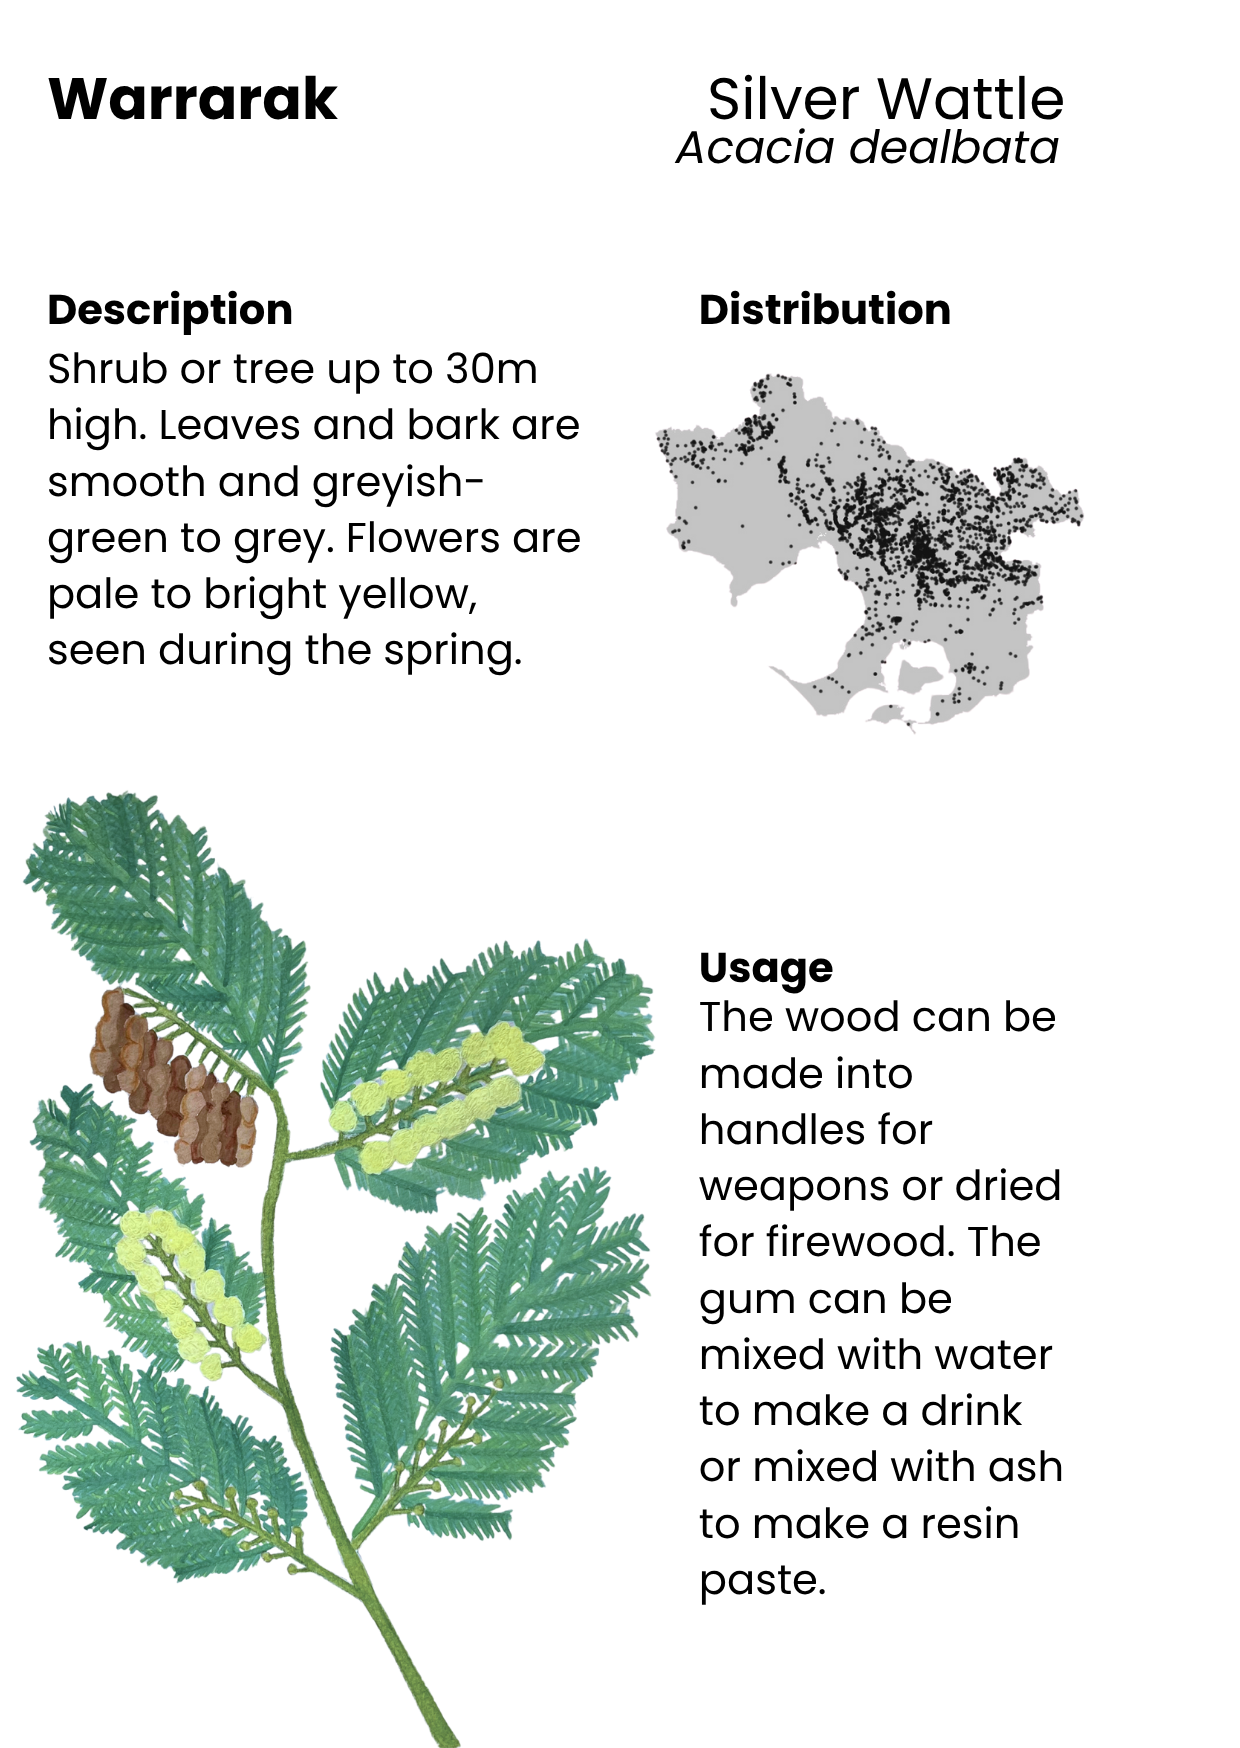 Warrarak
Silver Wattle
Acacia dealbata
Description
Shrub or tree up to 30m
high. Leaves and bark are
smooth and greyish-
green to grey. Flowers are
pale to bright yellow,
seen during the spring.
Distribution
Usage
The wood can be
made into
handles for
weapons or dried
for firewood. The
gum can be
mixed with water
to make a drink
or mixed with ash
to make a resin
paste.